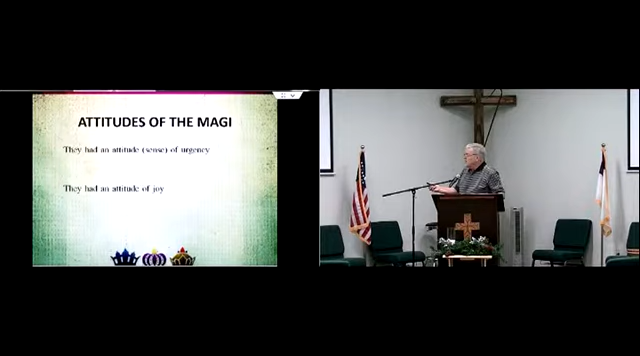 ATTITUDES OF THE MAGI
They had an attitude (sense) of urgency
They had an attitude of joy